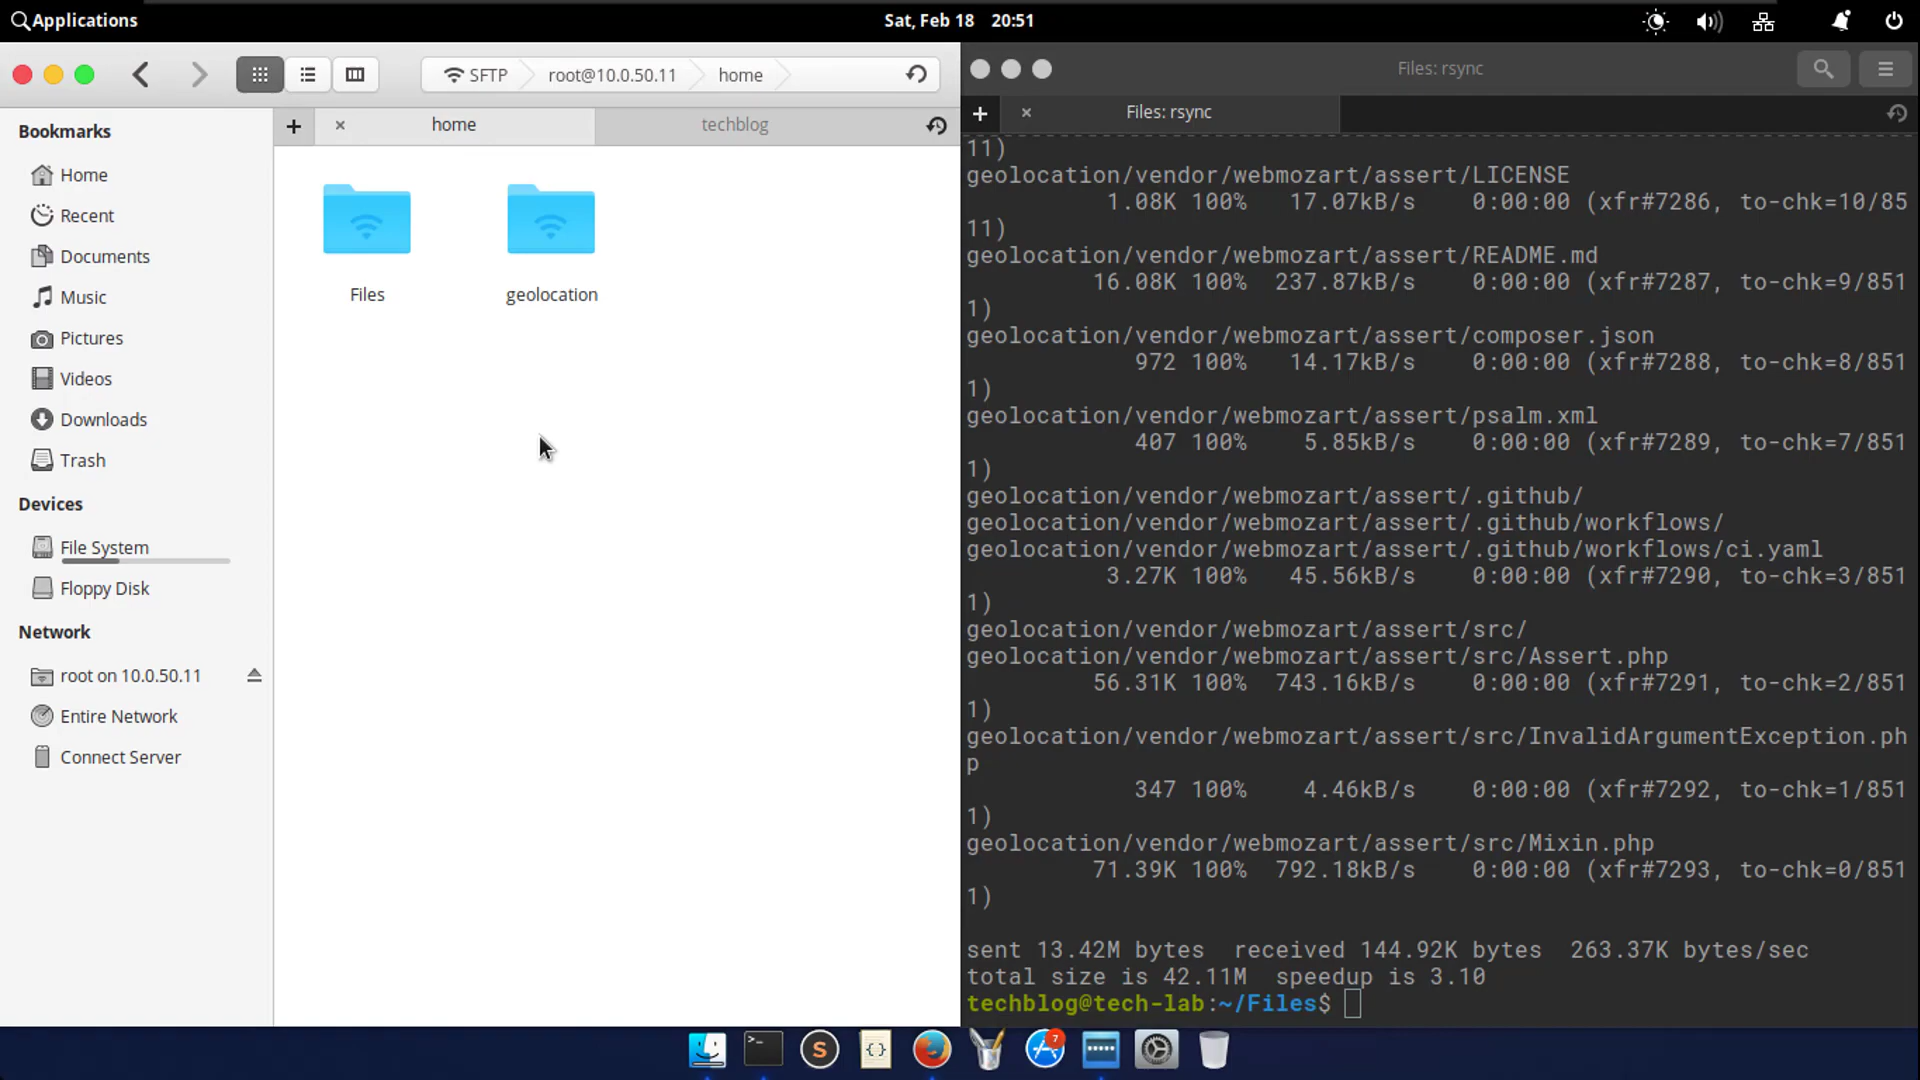 Applications
Sat, Feb 18 20:51
SFTP root@10.0.50.11 home
home
techblog
Bookmarks
Home
Recent
Documents
Music
Pictures
Videos
Downloads
Trash
Devices
File System
Floppy Disk
Network
root on 10.0.50.11
Entire Network
Connect Server
Files
geolocation
Files: rsync
Files: rsync
11)
geolocation/vendor/webmozart/assert/LICENSE
1.08K 100% 17.07kB/s 0:00:00 (xfr#7286, to-chk=10/85
11)
geolocation/vendor/webmozart/assert/README.md
16.08K 100% 237.87kB/s 0:00:00 (xfr#7287, to-chk=9/851
1)
geolocation/vendor/webmozart/assert/composer.json
972 100% 14.17kB/s 0:00:00 (xfr#7288, to-chk=8/851
1)
geolocation/vendor/webmozart/assert/psalm.xml
407 100% 5.85kB/s 0:00:00 (xfr#7289, to-chk=7/851
1)
geolocation/vendor/webmozart/assert/.github/
geolocation/vendor/webmozart/assert/.github/workflows/
geolocation/vendor/webmozart/assert/.github/workflows/ci.yaml
3.27K 100% 45.56kB/s 0:00:00 (xfr#7290, to-chk=3/851
1)
geolocation/vendor/webmozart/assert/src/
geolocation/vendor/webmozart/assert/src/Assert.php
56.31K 100% 743.16kB/s 0:00:00 (xfr#7291, to-chk=2/851
1)
geolocation/vendor/webmozart/assert/src/InvalidArgumentException.ph
p
347 100% 4.46kB/s 0:00:00 (xfr#7292, to-chk=1/851
1)
geolocation/vendor/webmozart/assert/src/Mixin.php
71.39K 100% 792.18kB/s 0:00:00 (xfr#7293, to-chk=0/851
1)
sent 13.42M bytes received 144.92K bytes 263.37K bytes/sec
total size is 42.11M speedup is 3.10
techblog@tech-lab:~/Files$
7